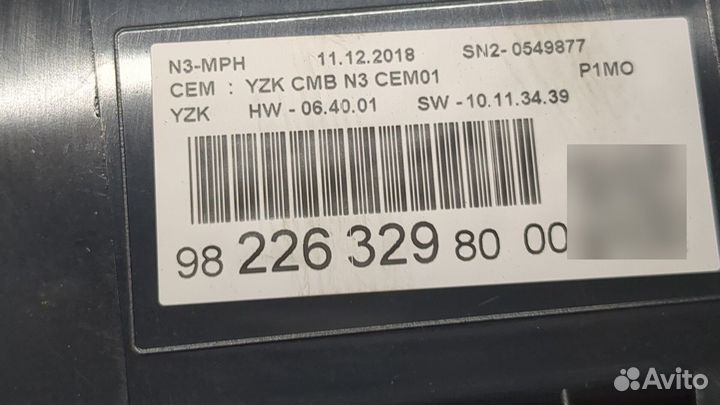 N3-MPH 11.12.2018 SN2- 0549877
CEM : YZK CMB N3 CEM01 P1MO
YZK HW - 06.40.01 SW - 10.11.34.39
98 226 329 80 00
Avito